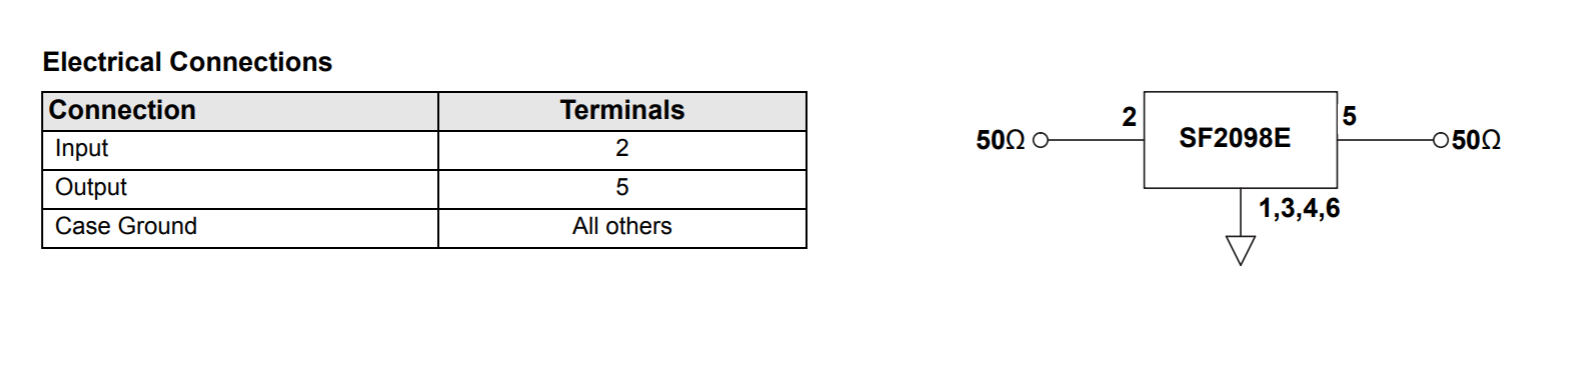 Electrical Connections
Connection Terminals
Input 2
Output 5
Case Ground All others
2 5
50Ω SF2098E 50Ω
1,3,4,6